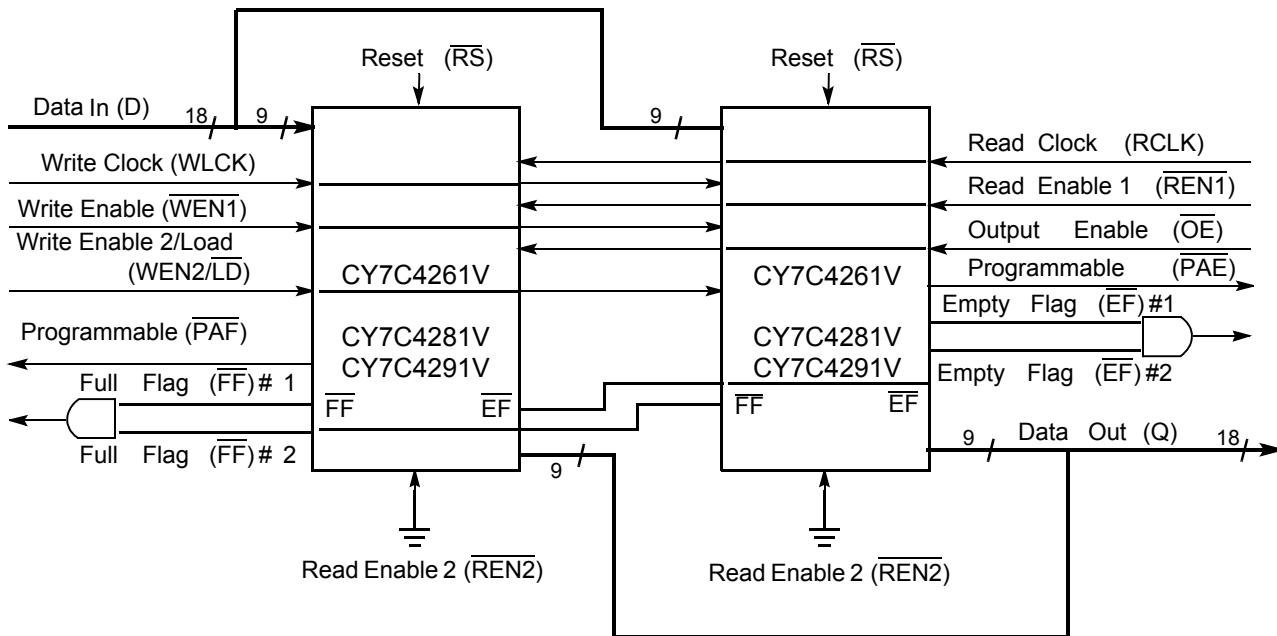 Reset (RS)
Reset (RS)
Data In (D)
18
9
9
Write Clock (WLCK)
Read Clock (RCLK)
Write Enable (WEN1)
Read Enable 1 (REN1)
Write Enable 2/Load
(WEN2/LD)
Output Enable (OE)
CY7C4261V
CY7C4261V
Programmable (PAE)
Empty Flag (EF) #1
Programmable (PAF)
CY7C4281V
CY7C4291V
CY7C4281V
CY7C4291V
Empty Flag (EF) #2
Full Flag (FF) # 1
FF
EF
FF
EF
Full Flag (FF) # 2
9
9
Data Out (Q)
18
Read Enable 2 (REN2)
Read Enable 2 (REN2)